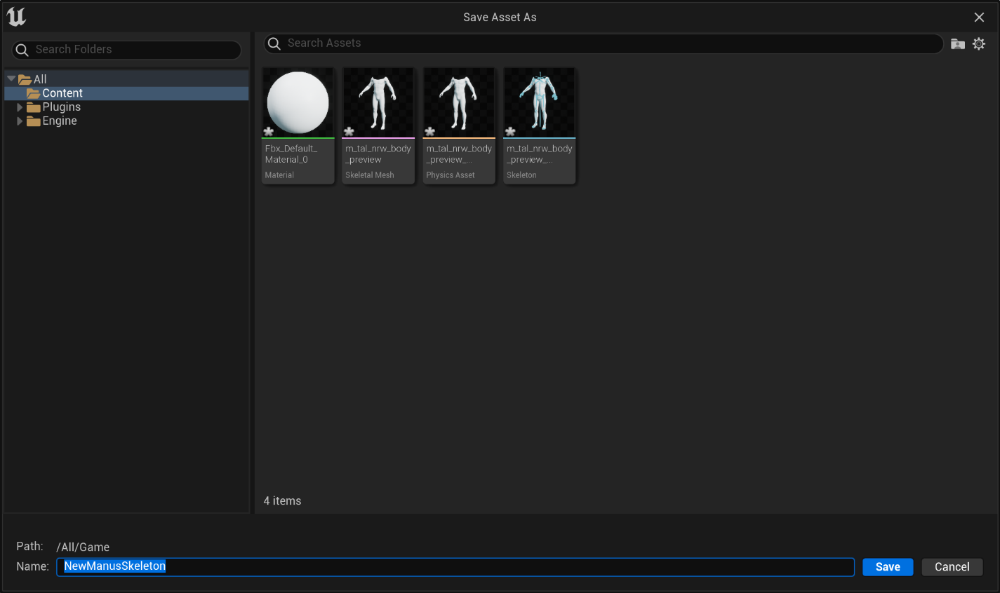 Save Asset As
Search Folders
All
Content
Plugins
Engine
Search Assets
Fbx_Default_
Material_0
Material
m_tal_nrw_body
_preview
Skeletal Mesh
m_tal_nrw_body
_preview_...
Physics Asset
m_tal_nrw_body
_preview_...
Skeleton
4 items
Path: /All/Game
Name: NewManusSkeleton
Save
Cancel